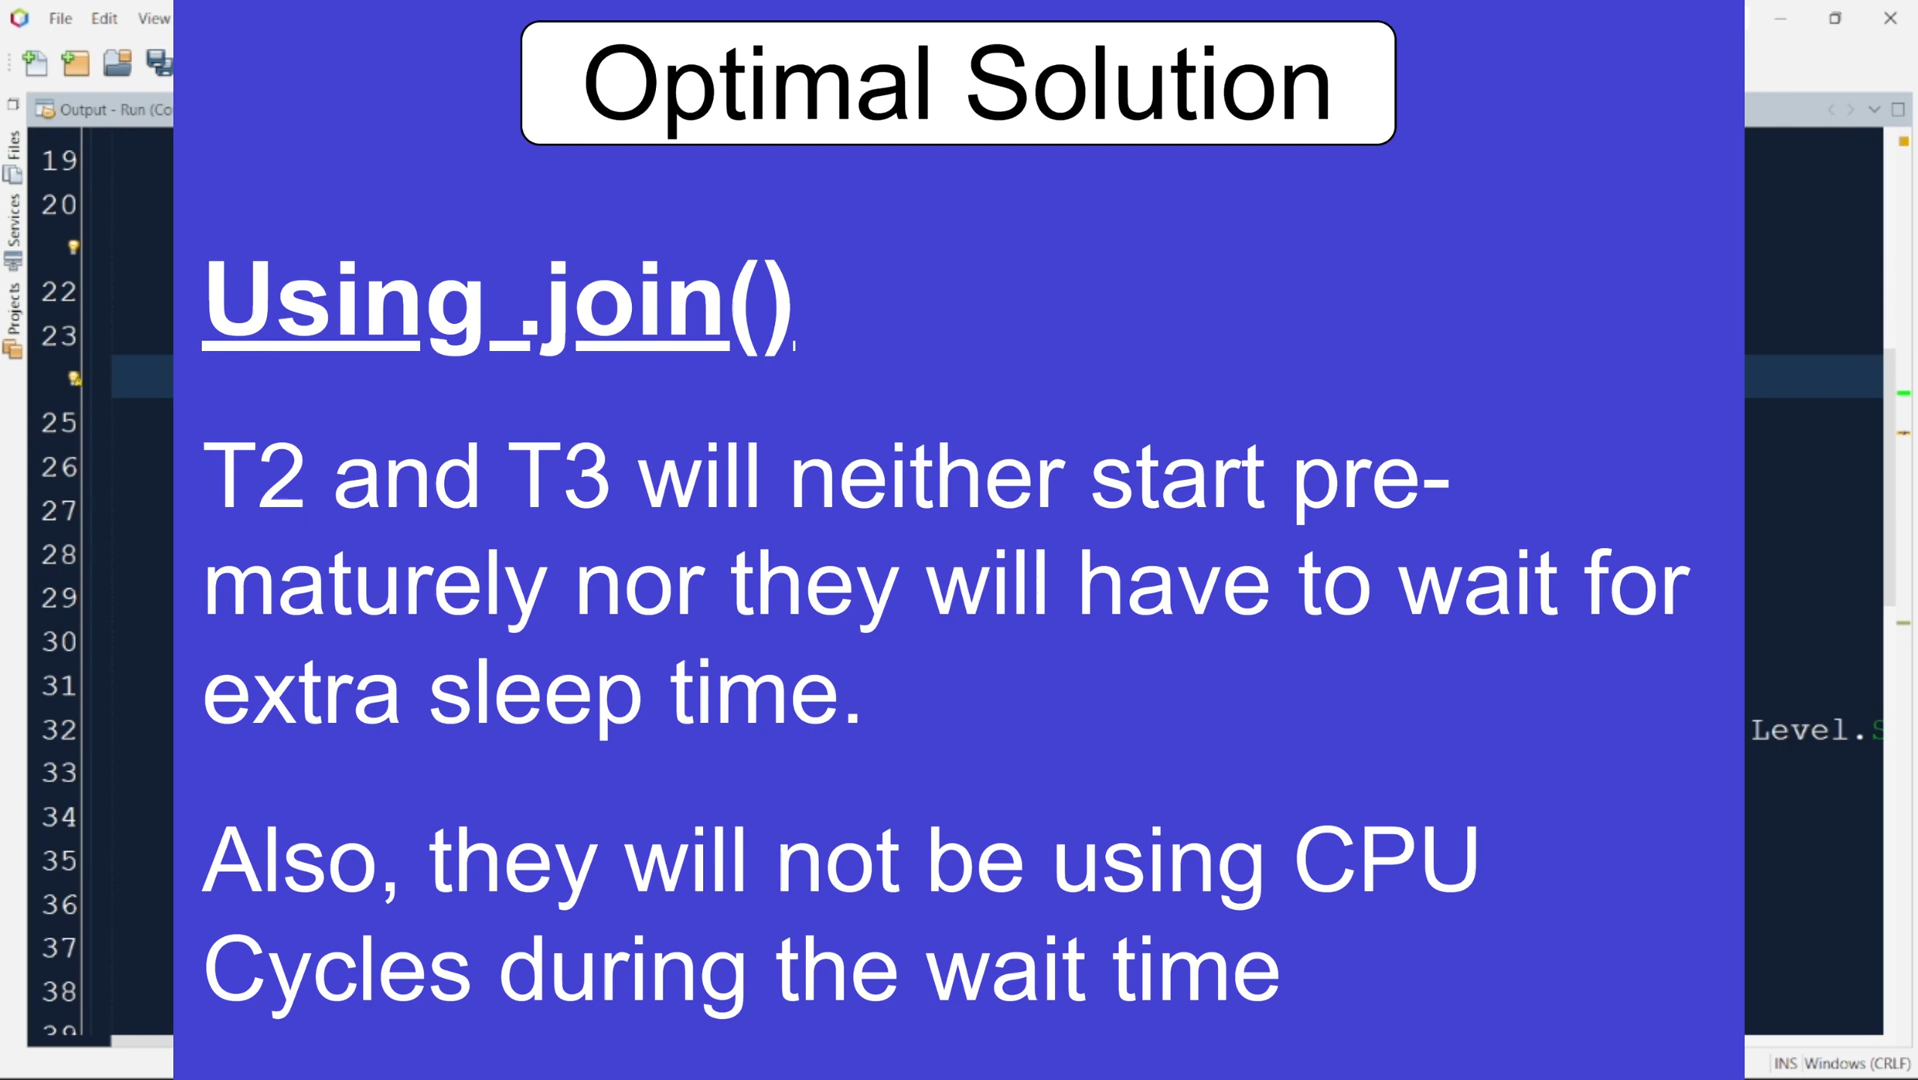 File Edit View
Optimal Solution
Output - Run (Co
Files
Services
Projects
19
20
22
23
25
26
27
28
29
30
31
32
33
34
35
36
37
38
39
Using .join()
T2 and T3 will neither start pre-
maturely nor they will have to wait for
extra sleep time.
Level.S
Also, they will not be using CPU
Cycles during the wait time
INS Windows (CRLF)